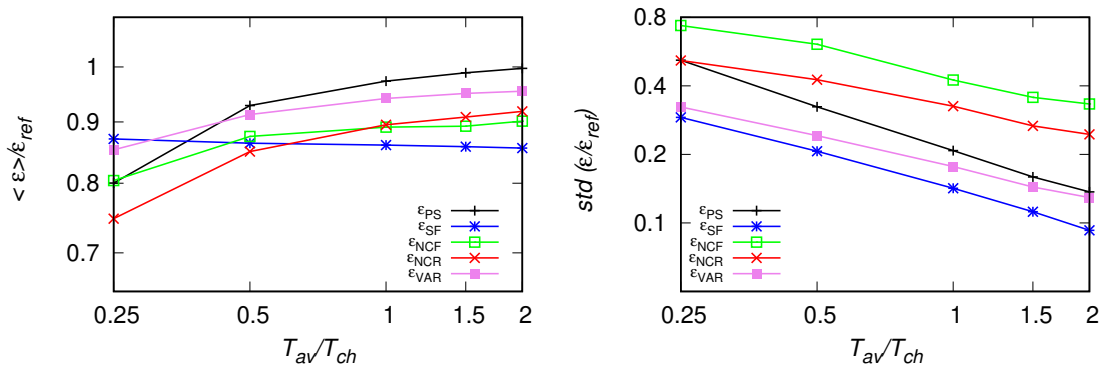 < ε>/ε_ref
1
0.9
0.8
0.7
ε_PS
ε_SF
ε_NCF
ε_NCR
ε_VAR
0.25 0.5 1 1.5 2
T_av/T_ch
std (ε/ε_ref)
0.8
0.4
0.2
0.1
ε_PS
ε_SF
ε_NCF
ε_NCR
ε_VAR
0.25 0.5 1 1.5 2
T_av/T_ch